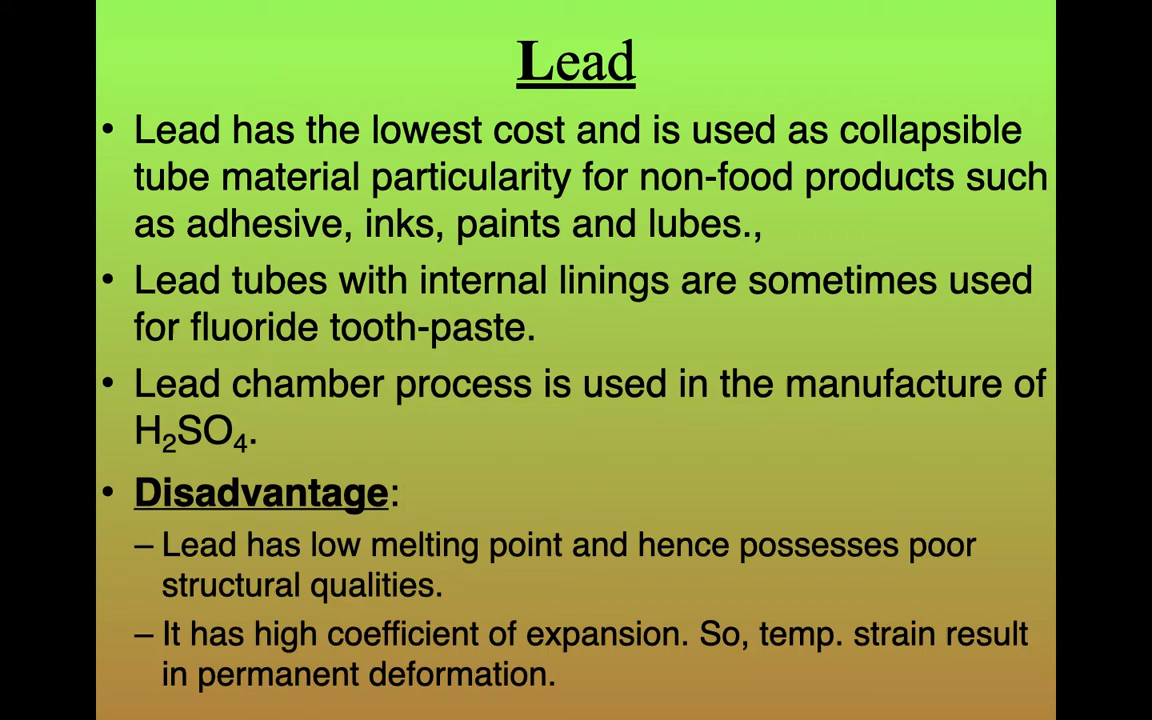 Lead
• Lead has the lowest cost and is used as collapsible
tube material particularity for non-food products such
as adhesive, inks, paints and lubes.,
• Lead tubes with internal linings are sometimes used
for fluoride tooth-paste.
• Lead chamber process is used in the manufacture of
H₂SO₄.
• Disadvantage:
– Lead has low melting point and hence possesses poor
structural qualities.
– It has high coefficient of expansion. So, temp. strain result
in permanent deformation.